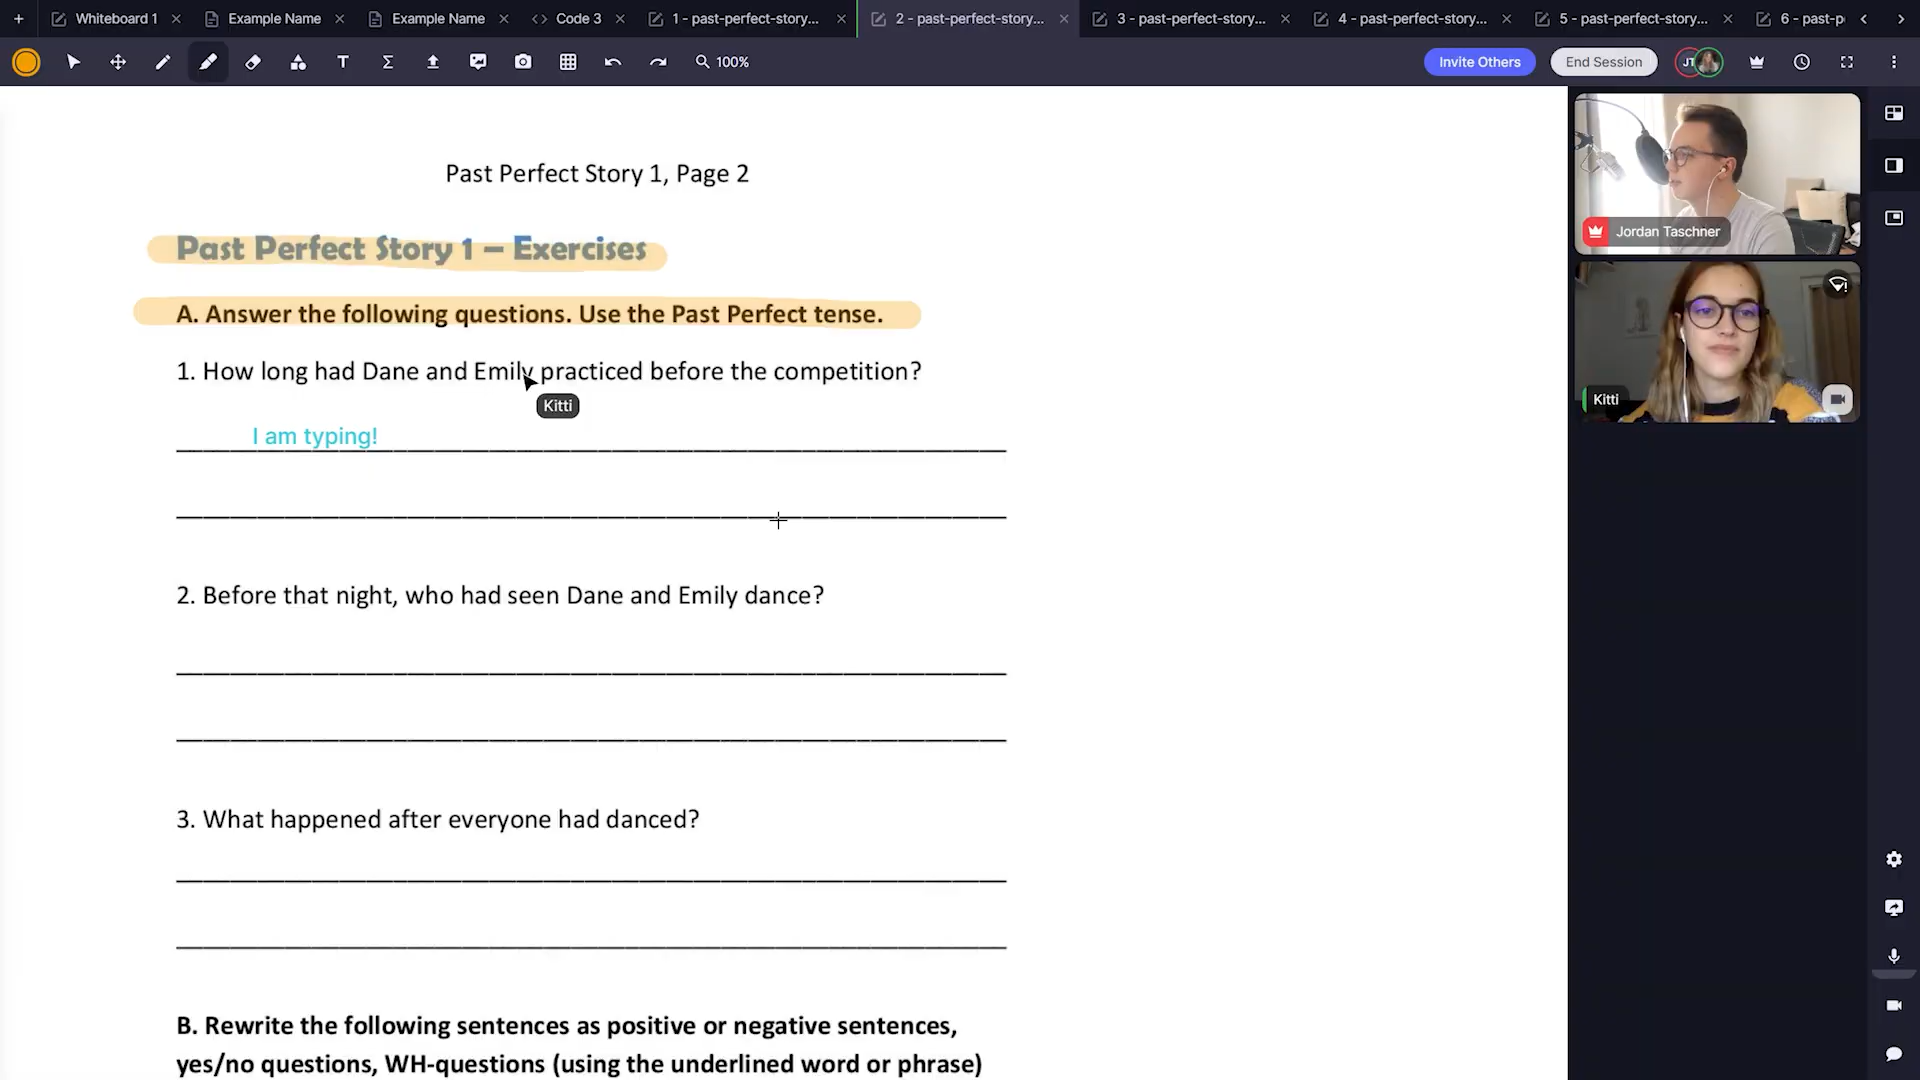 Whiteboard 1
Example Name
Example Name
Code 3
1 - past-perfect-story...
2 - past-perfect-story...
3 - past-perfect-story...
4 - past-perfect-story...
5 - past-perfect-story...
6 - past-p
100%
Invite Others
End Session
JT
Past Perfect Story 1, Page 2
Past Perfect Story 1 – Exercises
A. Answer the following questions. Use the Past Perfect tense.
1. How long had Dane and Emily practiced before the competition?
Kitti
I am typing!
2. Before that night, who had seen Dane and Emily dance?
3. What happened after everyone had danced?
B. Rewrite the following sentences as positive or negative sentences,
yes/no questions, WH-questions (using the underlined word or phrase)
Jordan Taschner
Kitti